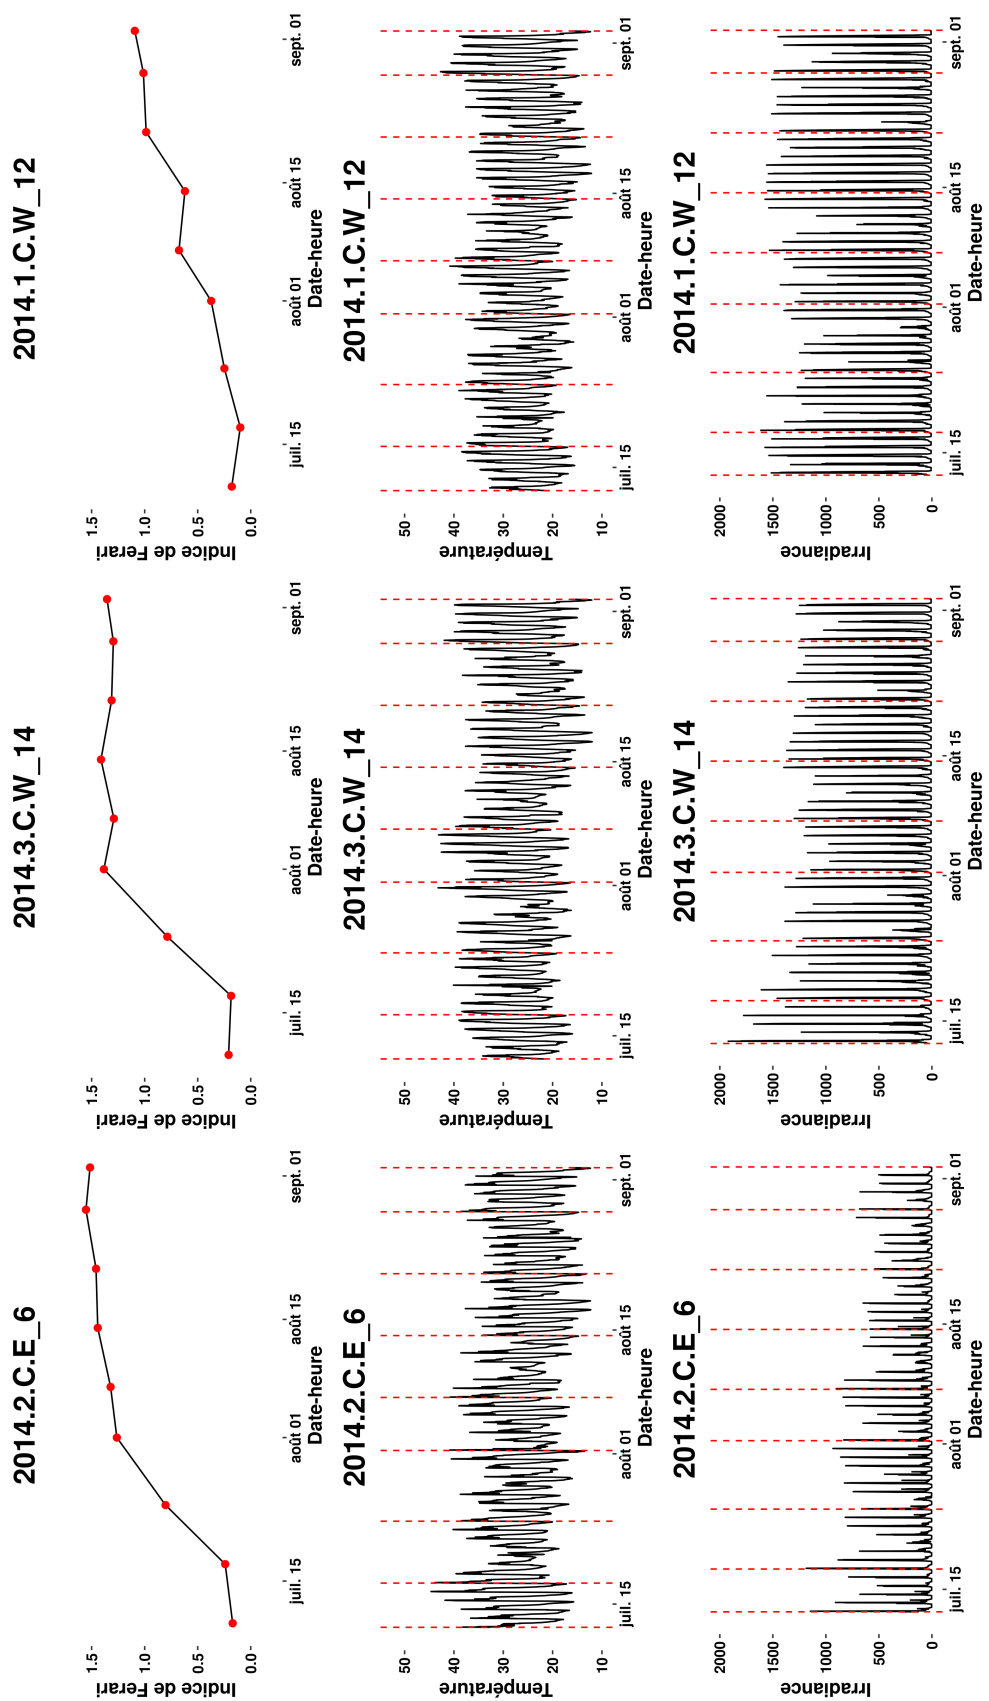 2014.2.C.E_6
Indice de Ferari
1.5
1.0
0.5
0.0
juil. 15
août 01
août 15
sept. 01
Date-heure
2014.3.C.W_14
Indice de Ferari
1.5
1.0
0.5
0.0
juil. 15
août 01
août 15
sept. 01
Date-heure
2014.1.C.W_12
Indice de Ferari
1.5
1.0
0.5
0.0
juil. 15
août 01
août 15
sept. 01
Date-heure
2014.2.C.E_6
Température
50
40
30
20
10
juil. 15
août 01
août 15
sept. 01
Date-heure
2014.3.C.W_14
Température
50
40
30
20
10
juil. 15
août 01
août 15
sept. 01
Date-heure
2014.1.C.W_12
Température
50
40
30
20
10
juil. 15
août 01
août 15
sept. 01
Date-heure
2014.2.C.E_6
Irradiance
2000
1500
1000
500
0
juil. 15
août 01
août 15
sept. 01
Date-heure
2014.3.C.W_14
Irradiance
2000
1500
1000
500
0
juil. 15
août 01
août 15
sept. 01
Date-heure
2014.1.C.W_12
Irradiance
2000
1500
1000
500
0
juil. 15
août 01
août 15
sept. 01
Date-heure